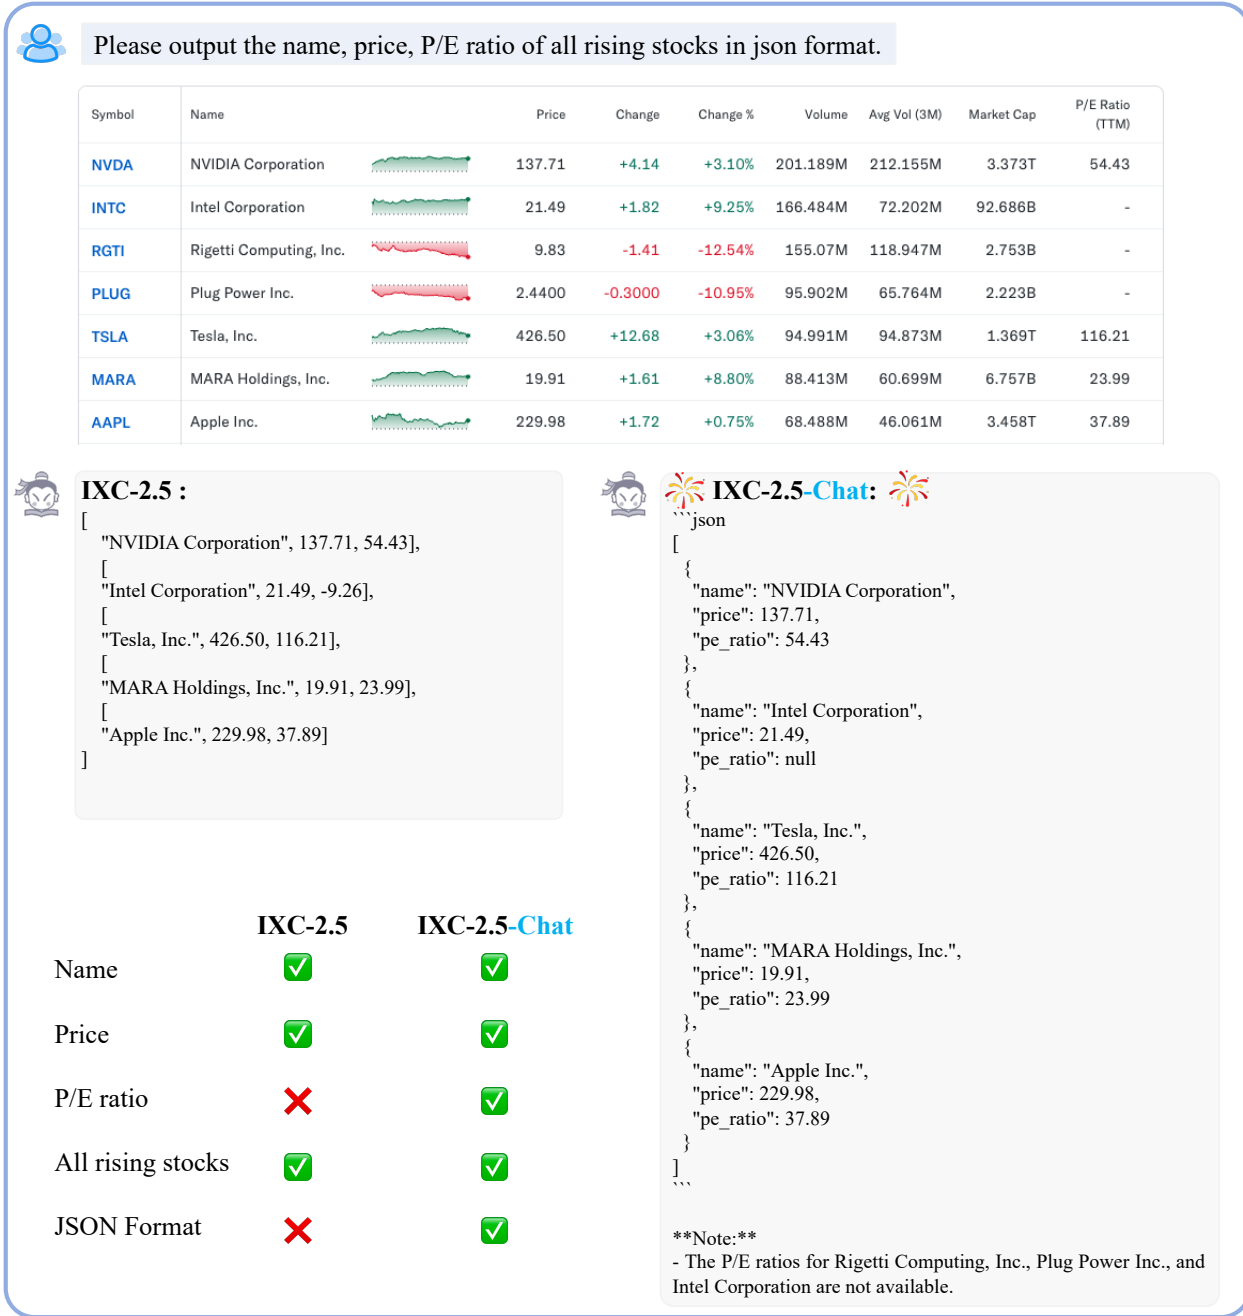 Please output the name, price, P/E ratio of all rising stocks in json format.
Symbol Name Price Change Change % Volume Avg Vol (3M) Market Cap P/E Ratio (TTM)
NVDA NVIDIA Corporation 137.71 +4.14 +3.10% 201.189M 212.155M 3.373T 54.43
INTC Intel Corporation 21.49 +1.82 +9.25% 166.484M 72.202M 92.686B -
RGTI Rigetti Computing, Inc. 9.83 -1.41 -12.54% 155.07M 118.947M 2.753B -
PLUG Plug Power Inc. 2.4400 -0.3000 -10.95% 95.902M 65.764M 2.223B -
TSLA Tesla, Inc. 426.50 +12.68 +3.06% 94.991M 94.873M 1.369T 116.21
MARA MARA Holdings, Inc. 19.91 +1.61 +8.80% 88.413M 60.699M 6.757B 23.99
AAPL Apple Inc. 229.98 +1.72 +0.75% 68.488M 46.061M 3.458T 37.89
IXC-2.5 :
[
"NVIDIA Corporation", 137.71, 54.43],
[
"Intel Corporation", 21.49, -9.26],
[
"Tesla, Inc.", 426.50, 116.21],
[
"MARA Holdings, Inc.", 19.91, 23.99],
[
"Apple Inc.", 229.98, 37.89]
]
IXC-2.5 IXC-2.5-Chat
Name
Price
P/E ratio
All rising stocks
JSON Format
IXC-2.5-Chat:
```json
[
{
"name": "NVIDIA Corporation",
"price": 137.71,
"pe_ratio": 54.43
},
{
"name": "Intel Corporation",
"price": 21.49,
"pe_ratio": null
},
{
"name": "Tesla, Inc.",
"price": 426.50,
"pe_ratio": 116.21
},
{
"name": "MARA Holdings, Inc.",
"price": 19.91,
"pe_ratio": 23.99
},
{
"name": "Apple Inc.",
"price": 229.98,
"pe_ratio": 37.89
}
]
```
**Note:**
- The P/E ratios for Rigetti Computing, Inc., Plug Power Inc., and
Intel Corporation are not available.